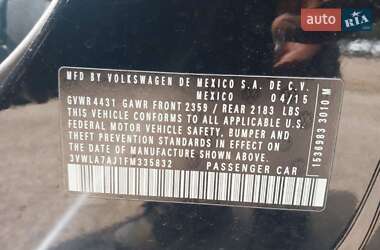 auto RIA.com
MFD BY VOLKSWAGEN DE MEXICO S.A. DE C.V.
MEXICO 04/15
GVWR 4431 GAWR FRONT 2359 / REAR 2183 LBS
THIS VEHICLE CONFORMS TO ALL APPLICABLE U.S.
FEDERAL MOTOR VEHICLE SAFETY, BUMPER AND
THEFT PREVENTION STANDARDS IN EFFECT ON
THE DATE OF MANUFACTURE SHOWN ABOVE.
3VWLA7AJ1FM335832 PASSENGER CAR
1536983 3010 M